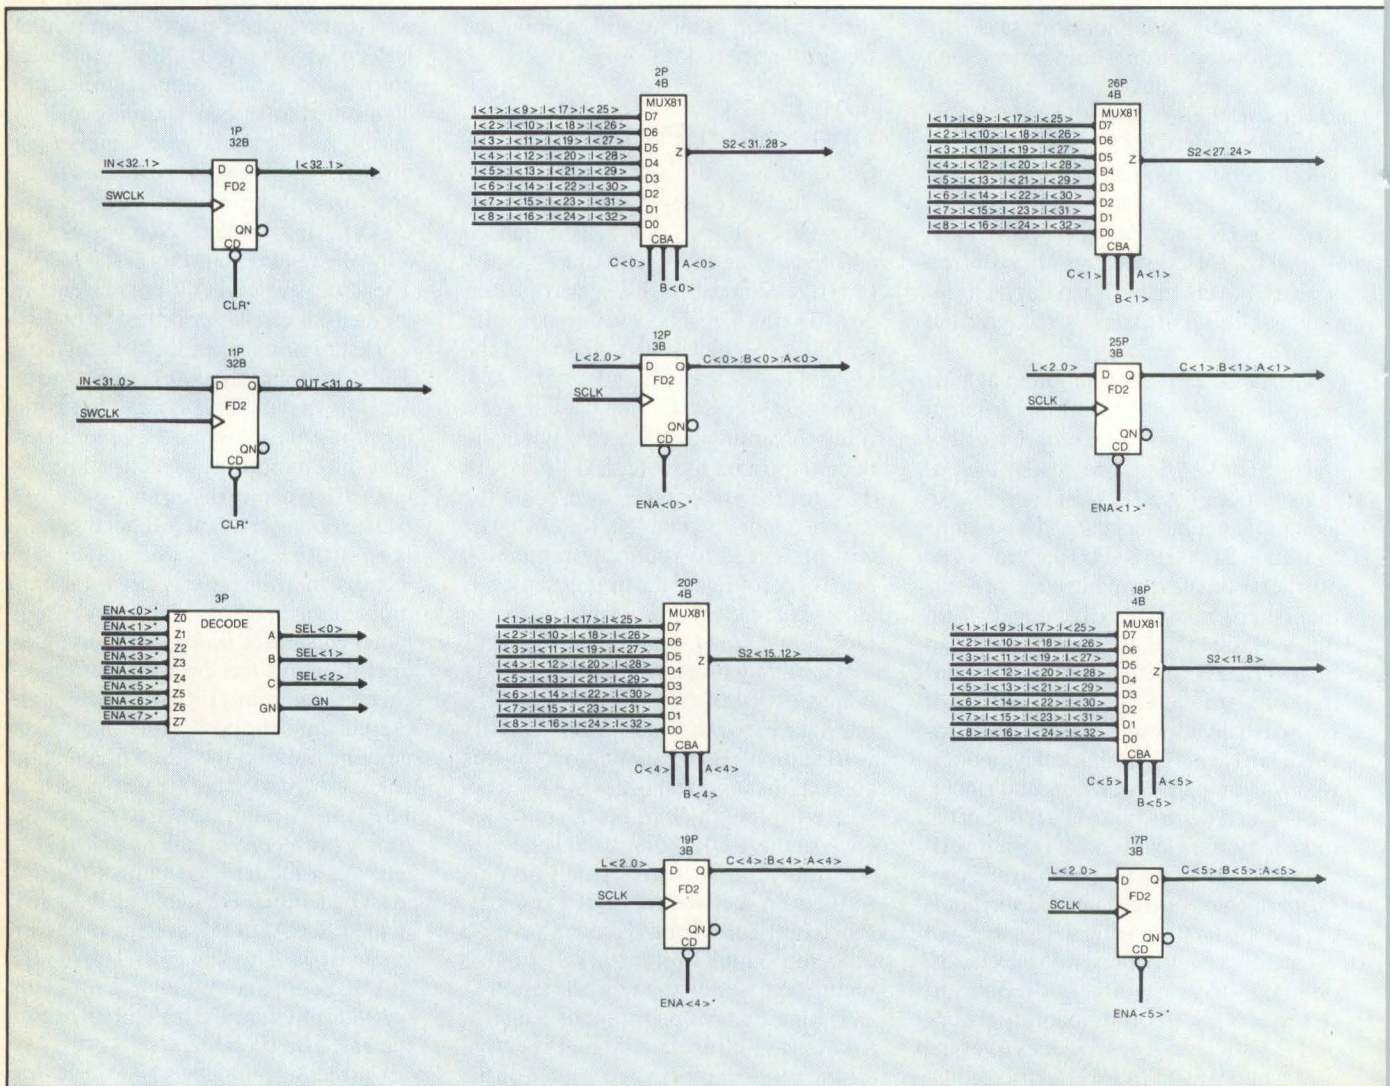 1P
32B
IN<32..1>
D
Q
I<32..1>
FD2
SWCLK
QN
CD
CLR*
2P
4B
MUX81
I<1>:I<9>:I<17>:I<25>
D7
I<2>:I<10>:I<18>:I<26>
D6
I<3>:I<11>:I<19>:I<27>
D5
I<4>:I<12>:I<20>:I<28>
D4
I<5>:I<13>:I<21>:I<29>
D3
I<6>:I<14>:I<22>:I<30>
D2
I<7>:I<15>:I<23>:I<31>
D1
I<8>:I<16>:I<24>:I<32>
D0
Z
S2<31..28>
CBA
C<0>
A<0>
B<0>
26P
4B
MUX81
I<1>:I<9>:I<17>:I<25>
D7
I<2>:I<10>:I<18>:I<26>
D6
I<3>:I<11>:I<19>:I<27>
D5
I<4>:I<12>:I<20>:I<28>
D4
I<5>:I<13>:I<21>:I<29>
D3
I<6>:I<14>:I<22>:I<30>
D2
I<7>:I<15>:I<23>:I<31>
D1
I<8>:I<16>:I<24>:I<32>
D0
Z
S2<27..24>
CBA
C<1>
A<1>
B<1>
11P
32B
IN<31..0>
D
Q
OUT<31..0>
FD2
SWCLK
QN
CD
CLR*
12P
3B
L<2..0>
D
Q
C<0>:B<0>:A<0>
FD2
SCLK
QN
CD
ENA<0>*
25P
3B
L<2..0>
D
Q
C<1>:B<1>:A<1>
FD2
SCLK
QN
CD
ENA<1>*
3P
DECODE
ENA<0>*
Z0
ENA<1>*
Z1
ENA<2>*
Z2
ENA<3>*
Z3
ENA<4>*
Z4
ENA<5>*
Z5
ENA<6>*
Z6
ENA<7>*
Z7
A
SEL<0>
B
SEL<1>
C
SEL<2>
GN
GN
20P
4B
MUX81
I<1>:I<9>:I<17>:I<25>
D7
I<2>:I<10>:I<18>:I<26>
D6
I<3>:I<11>:I<19>:I<27>
D5
I<4>:I<12>:I<20>:I<28>
D4
I<5>:I<13>:I<21>:I<29>
D3
I<6>:I<14>:I<22>:I<30>
D2
I<7>:I<15>:I<23>:I<31>
D1
I<8>:I<16>:I<24>:I<32>
D0
Z
S2<15..12>
CBA
C<4>
A<4>
B<4>
18P
4B
MUX81
I<1>:I<9>:I<17>:I<25>
D7
I<2>:I<10>:I<18>:I<26>
D6
I<3>:I<11>:I<19>:I<27>
D5
I<4>:I<12>:I<20>:I<28>
D4
I<5>:I<13>:I<21>:I<29>
D3
I<6>:I<14>:I<22>:I<30>
D2
I<7>:I<15>:I<23>:I<31>
D1
I<8>:I<16>:I<24>:I<32>
D0
Z
S2<11..8>
CBA
C<5>
A<5>
B<5>
19P
3B
L<2..0>
D
Q
C<4>:B<4>:A<4>
FD2
SCLK
QN
CD
ENA<4>*
17P
3B
L<2..0>
D
Q
C<5>:B<5>:A<5>
FD2
SCLK
QN
CD
ENA<5>*